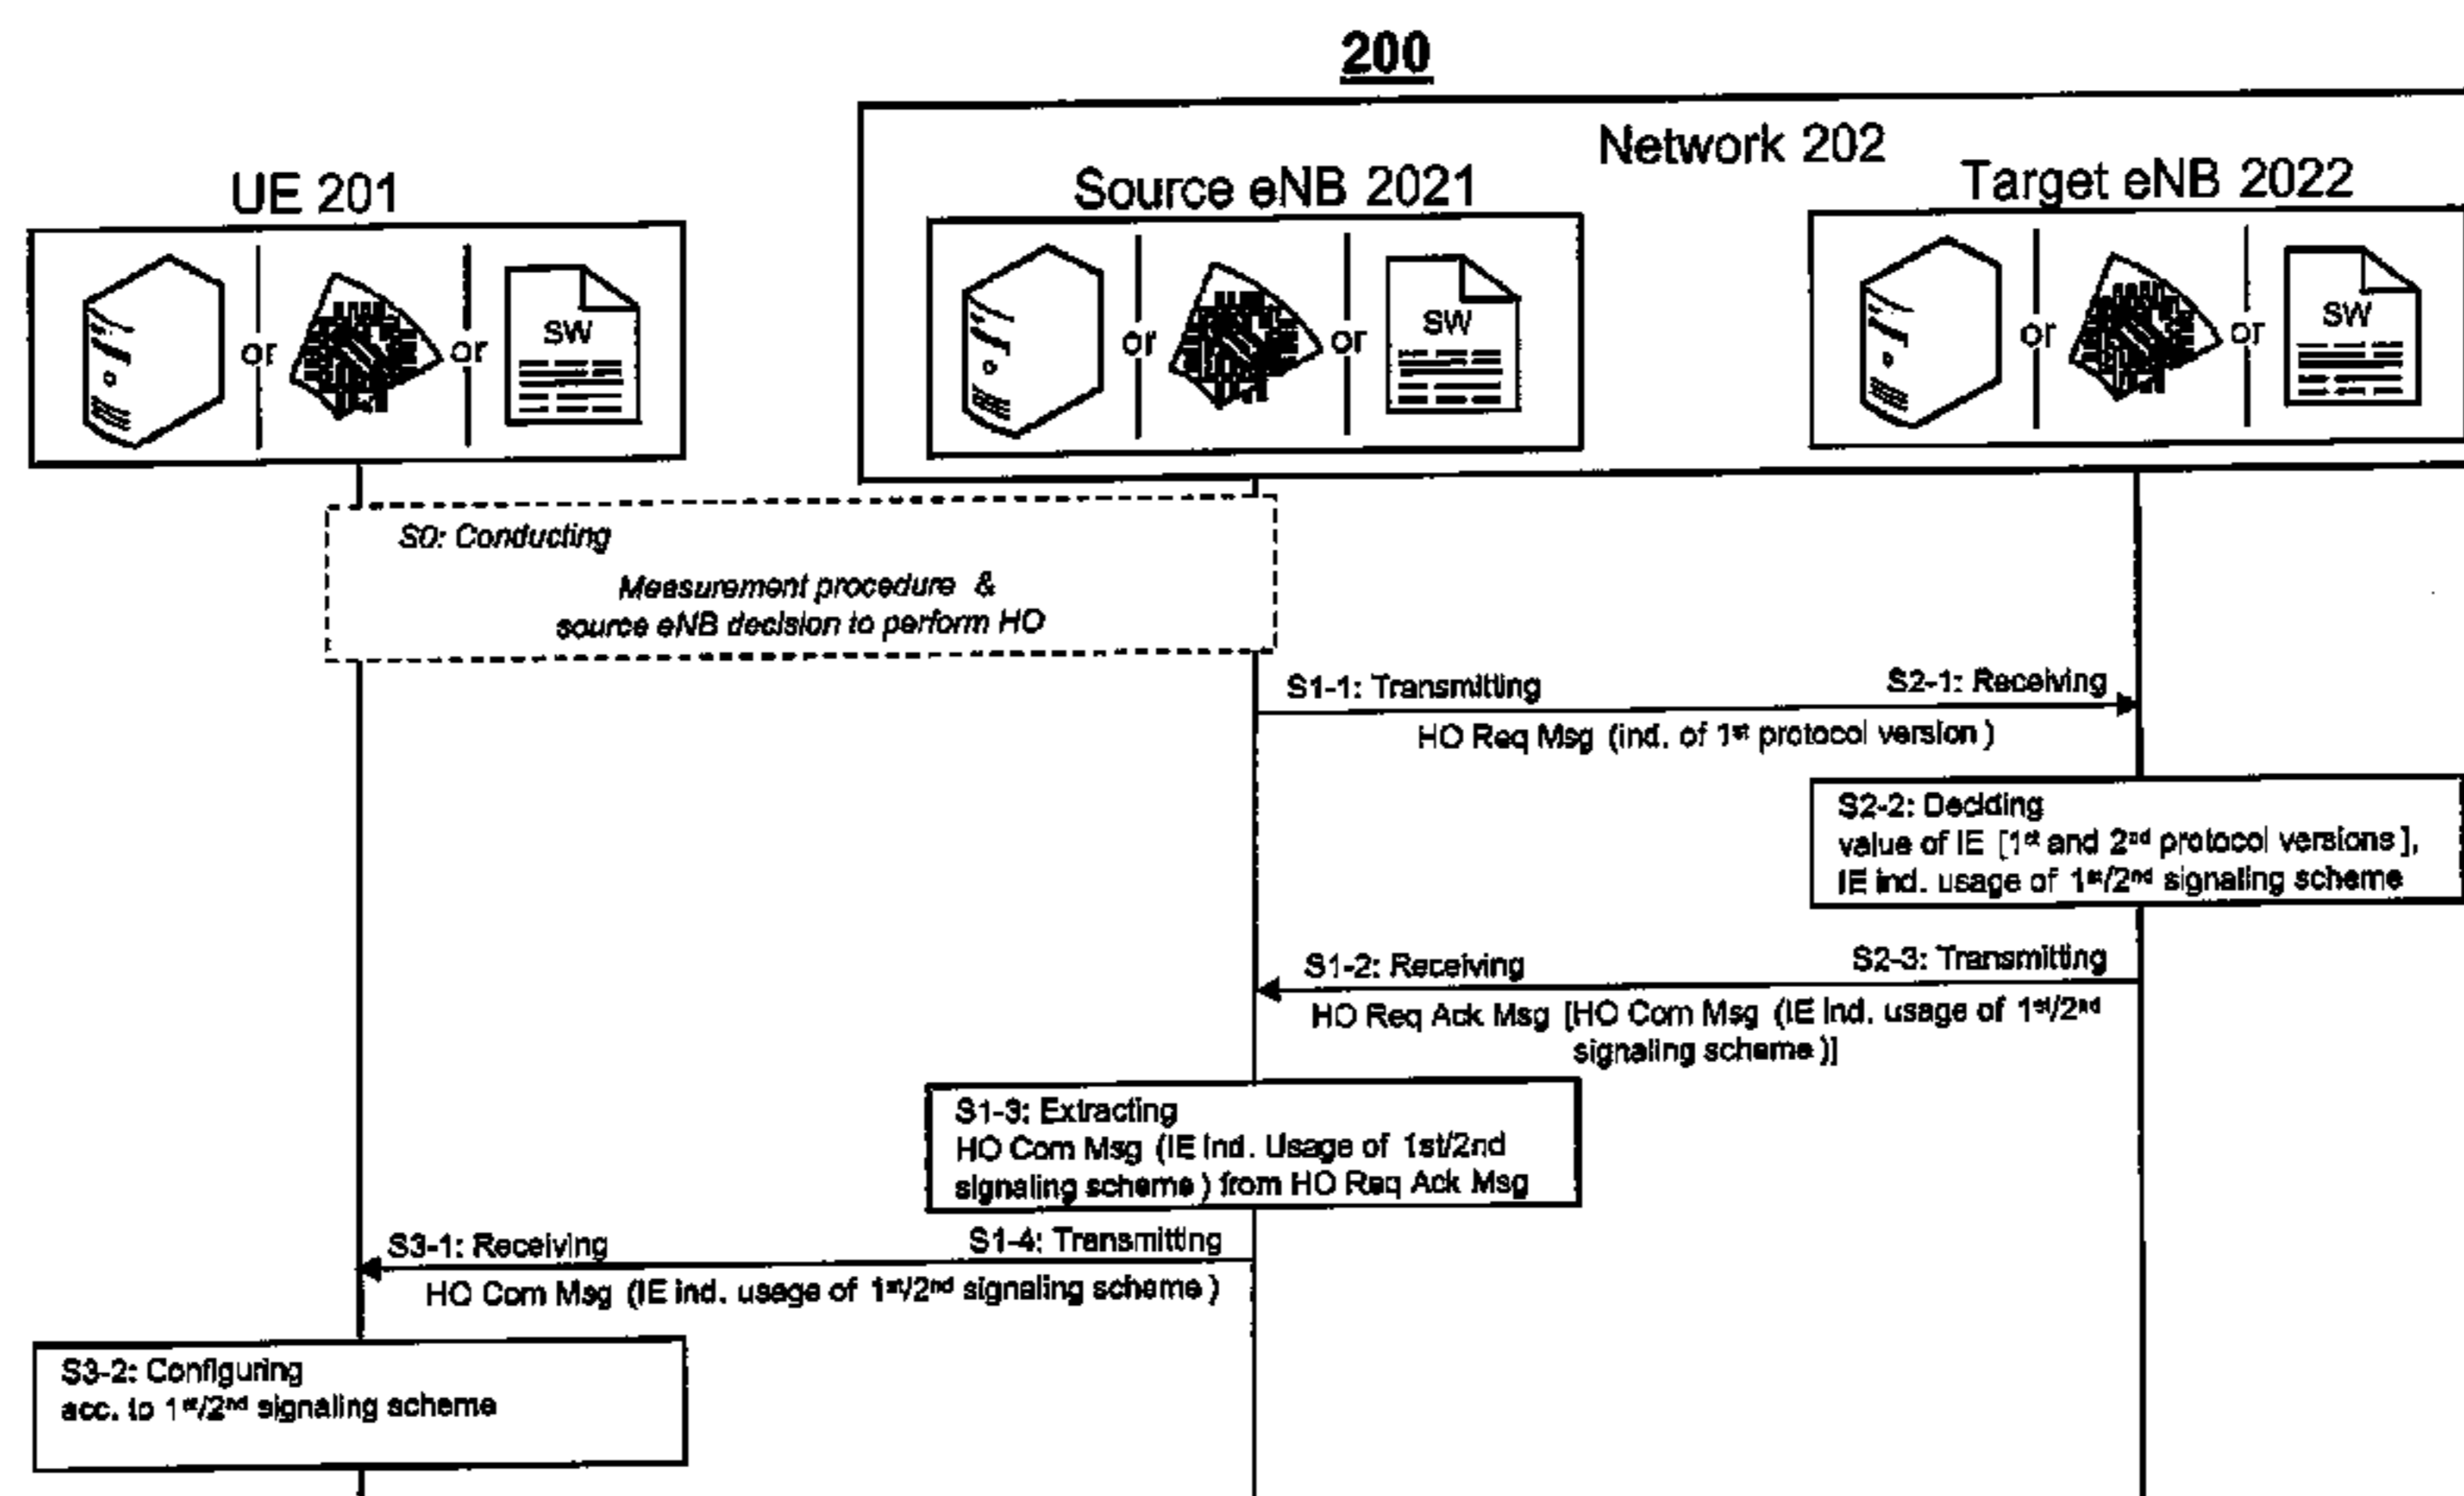 200
Network 202
UE 201
Source eNB 2021
Target eNB 2022
or
or
SW
or
or
SW
or
or
SW
S0: Conducting
Measurement procedure &
source eNB decision to perform HO
S1-1: Transmitting
S2-1: Receiving
HO Req Msg (ind. of 1st protocol version)
S2-2: Deciding
value of IE [1st and 2nd protocol versions],
IE ind. usage of 1st/2nd signaling scheme
S1-2: Receiving
S2-3: Transmitting
HO Req Ack Msg [HO Com Msg (IE ind. usage of 1st/2nd
signaling scheme)]
S1-3: Extracting
HO Com Msg (IE ind. Usage of 1st/2nd
signaling scheme) from HO Req Ack Msg
S3-1: Receiving
S1-4: Transmitting
HO Com Msg (IE ind. usage of 1st/2nd signaling scheme)
S3-2: Configuring
acc. to 1st/2nd signaling scheme